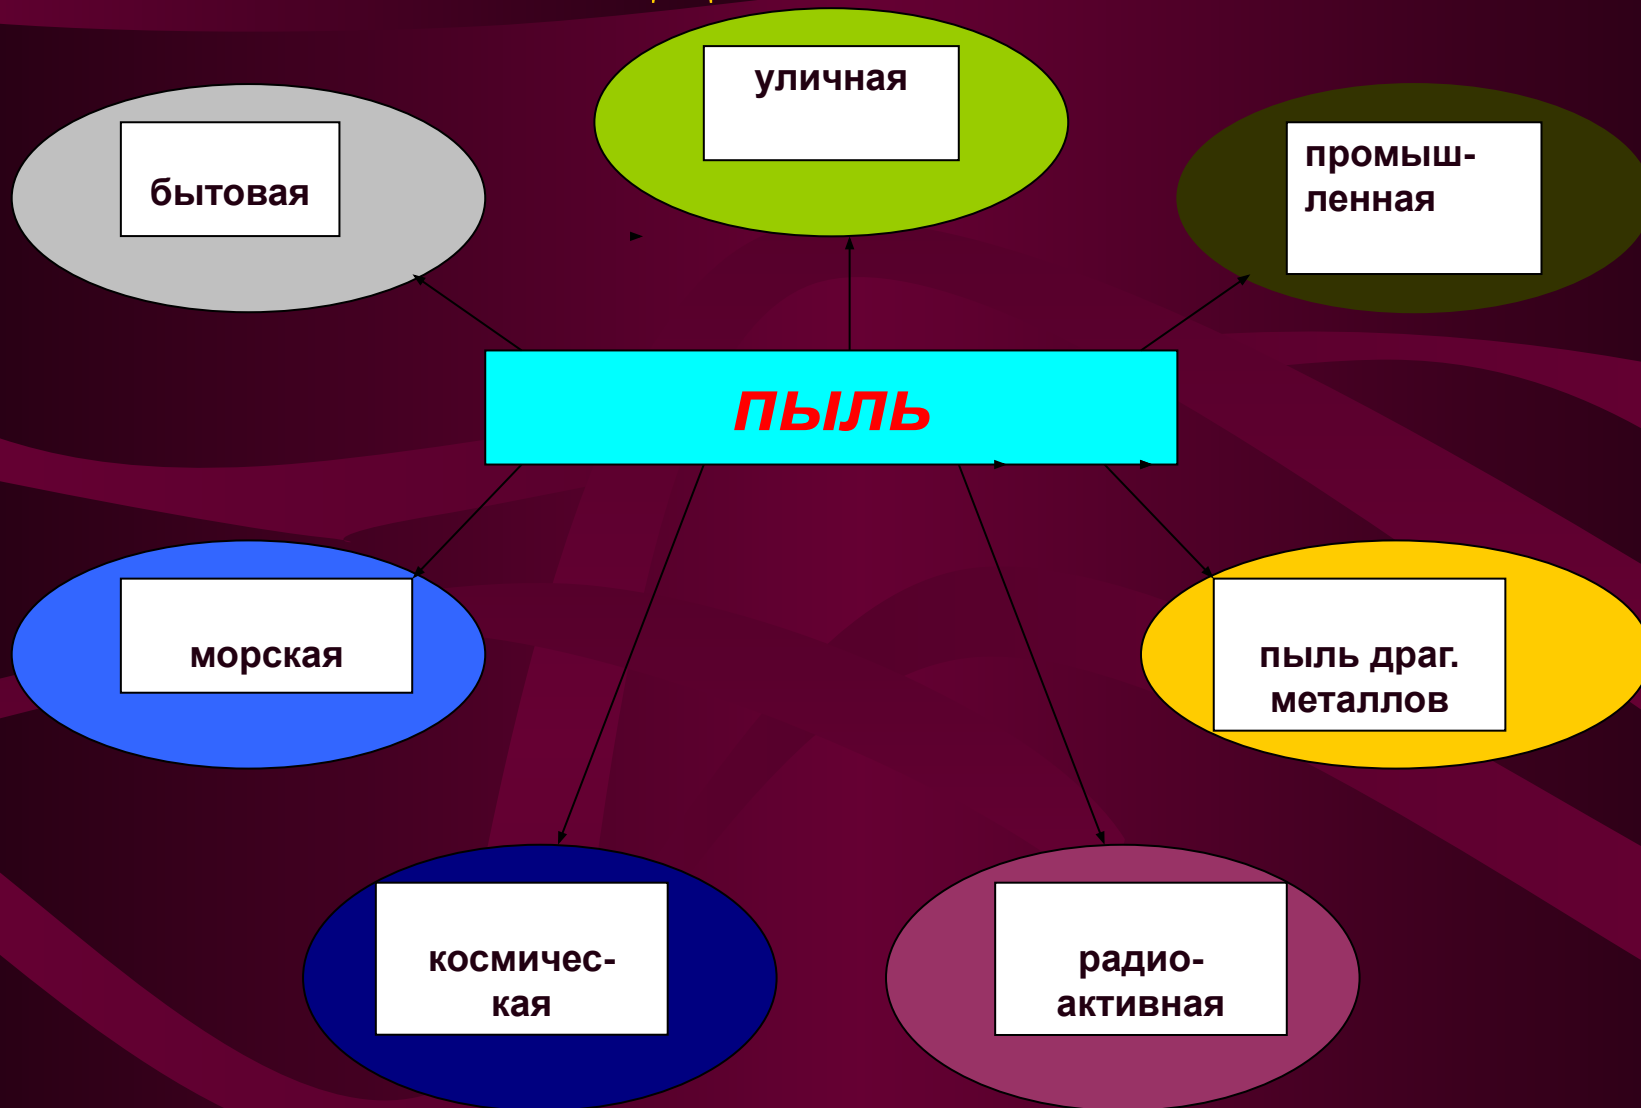 уличная
бытовая
промыш-
ленная
пыль
морская
пыль драг.
металлов
космичес-
кая
радио-
активная